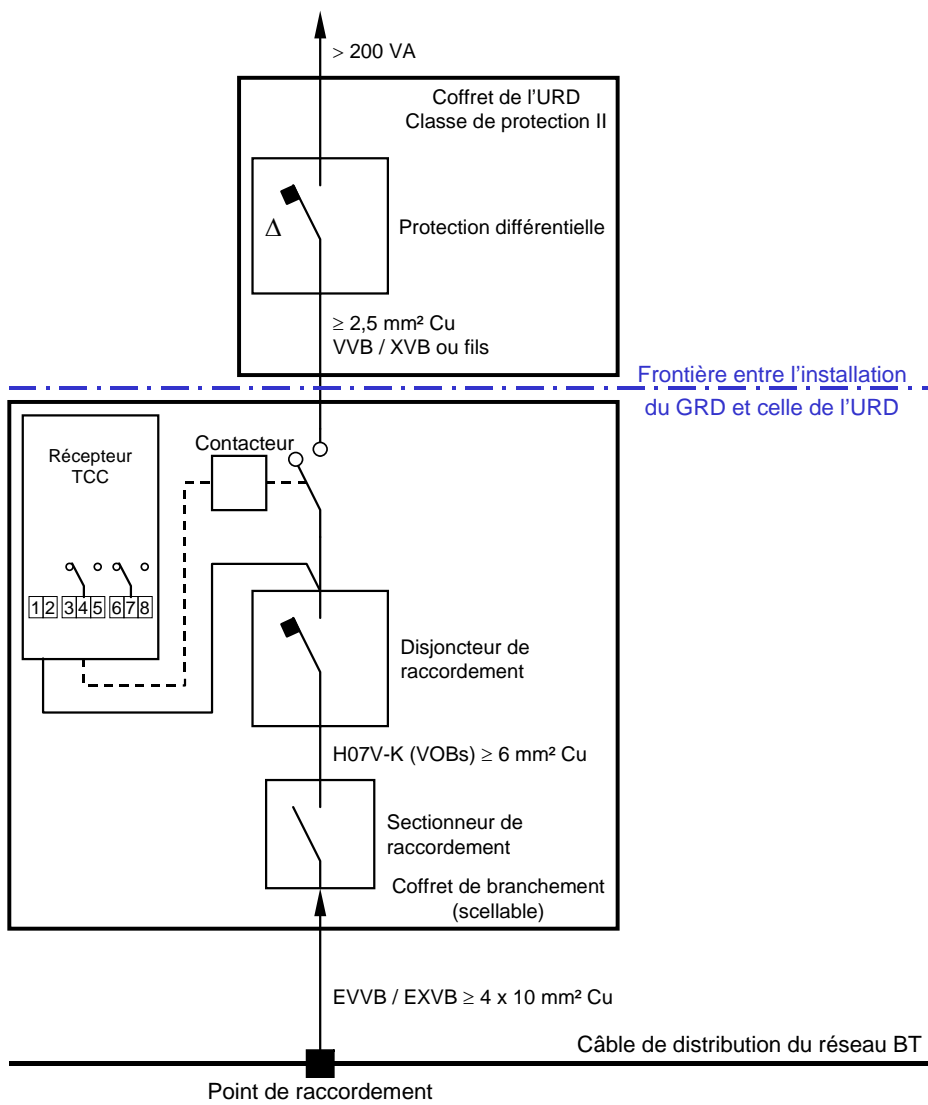 > 200 VA
Coffret de l'URD
Classe de protection II
Δ
Protection différentielle
≥ 2,5 mm² Cu
VVB / XVB ou fils
Frontière entre l'installation
du GRD et celle de l'URD
Récepteur
TCC
Contacteur
1 2 3 4 5 6 7 8
Disjoncteur de
raccordement
H07V-K (VOBs) ≥ 6 mm² Cu
Sectionneur de
raccordement
Coffret de branchement
(scellable)
EVVB / EXVB ≥ 4 x 10 mm² Cu
Câble de distribution du réseau BT
Point de raccordement